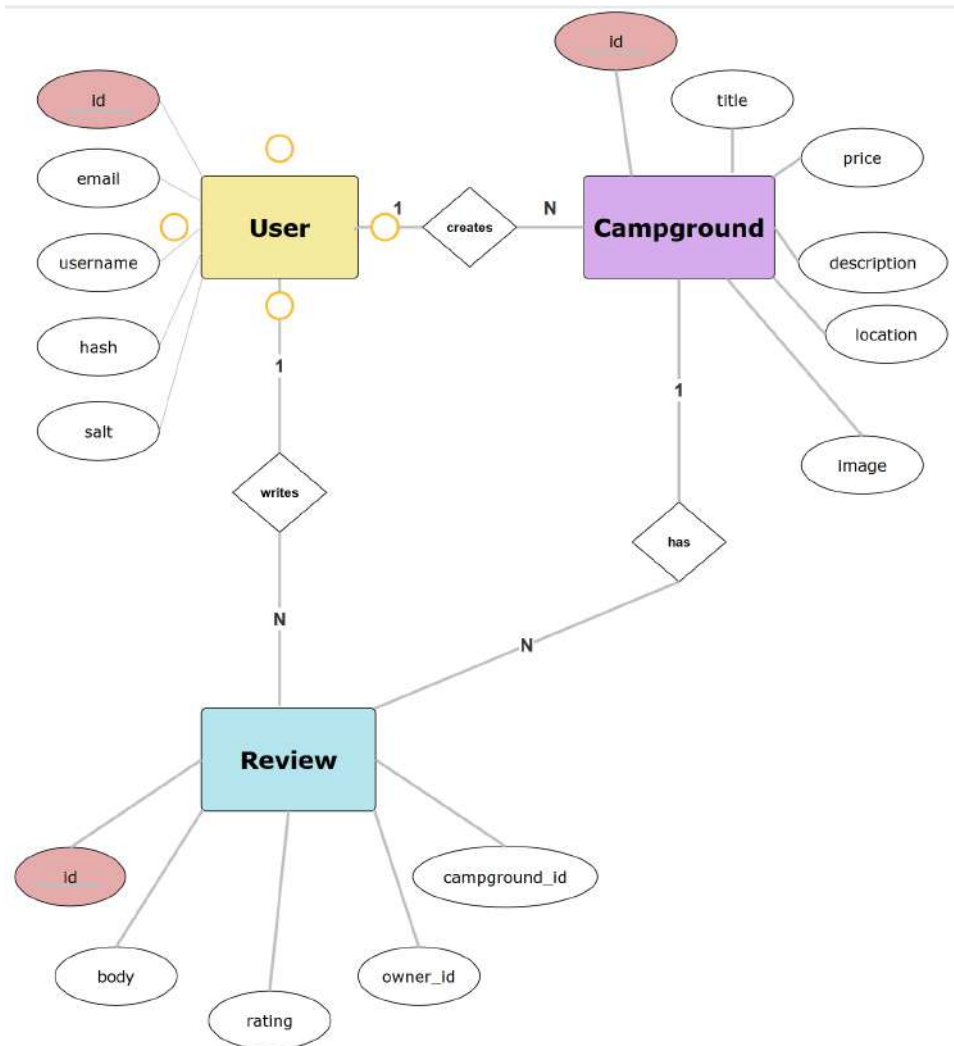 id
title
id
price
email
User
1
creates
N
Campground
username
description
location
hash
1
1
salt
image
writes
has
N
N
Review
id
campground_id
body
owner_id
rating